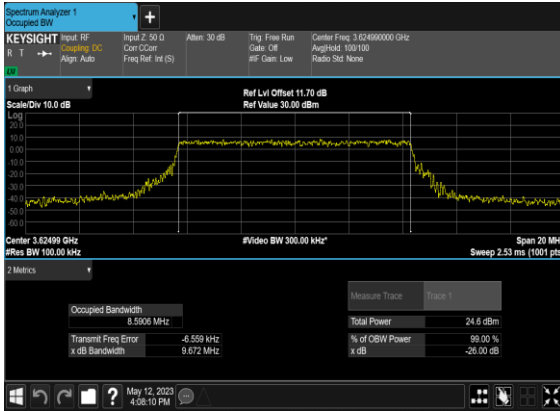 Spectrum Analyzer 1
Occupied BW
+
KEYSIGHT Input: RF Input Z: 50 Ω Atten: 30 dB Trig: Free Run Center Freq: 3.624990000 GHz
R T Coupling: DC Corr CCorr Gate: Off Avg|Hold: 100/100
Align: Auto Freq Ref: Int (S) #IF Gain: Low Radio Std: None
1 Graph
Ref Lvl Offset 11.70 dB
Scale/Div 10.0 dB Ref Value 30.00 dBm
Log
20.0
10.0
0.00
-10.0
-20.0
-30.0
-40.0
-50.0
-60.0
Center 3.62499 GHz #Video BW 300.00 kHz* Span 20 MH
#Res BW 100.00 kHz Sweep 2.53 ms (1001 pts
2 Metrics
Measure Trace Trace 1
Occupied Bandwidth
8.5906 MHz Total Power 24.6 dBm
Transmit Freq Error -6.559 kHz % of OBW Power 99.00 %
x dB Bandwidth 9.672 MHz x dB -26.00 dB
? May 12, 2023
4:08:10 PM